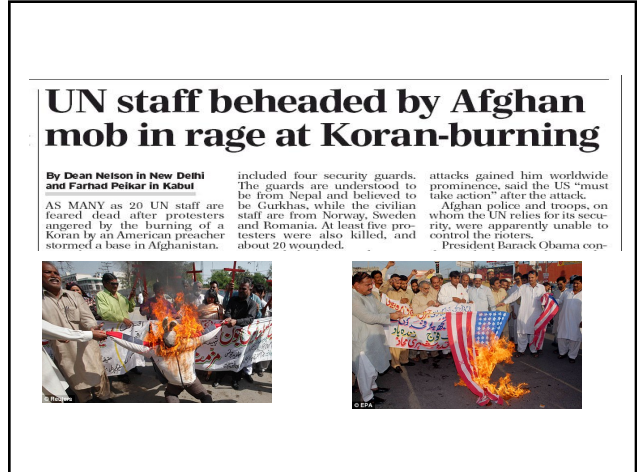 UN staff beheaded by Afghan
mob in rage at Koran-burning
By Dean Nelson in New Delhi
and Farhad Peikar in Kabul
AS MANY as 20 UN staff are
feared dead after protesters
angered by the burning of a
Koran by an American preacher
stormed a base in Afghanistan.
included four security guards.
The guards are understood to
be from Nepal and believed to
be Gurkhas, while the civilian
staff are from Norway, Sweden
and Romania. At least five pro-
testers were also killed, and
about 20 wounded.
attacks gained him worldwide
prominence, said the US “must
take action” after the attack.
Afghan police and troops, on
whom the UN relies for its secu-
rity, were apparently unable to
control the rioters.
President Barack Obama con-
© Reuters
© EPA